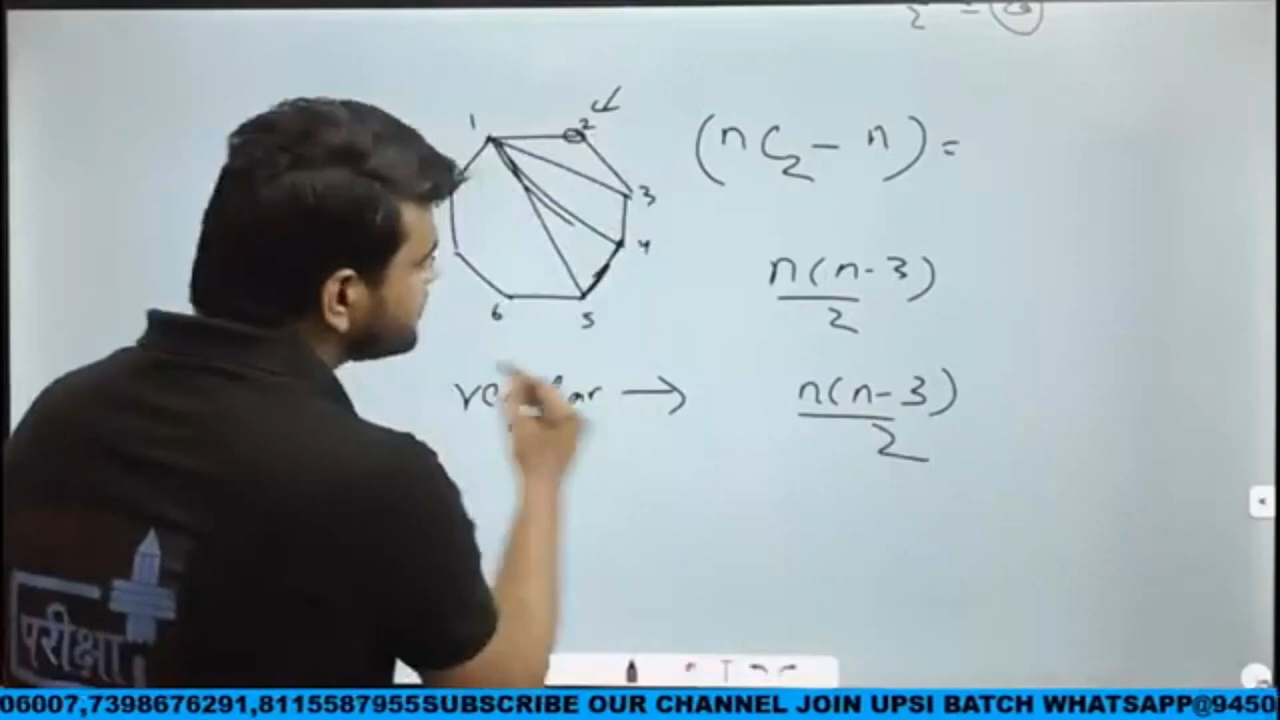 1
2
3
4
5
6
(nC₂ - n) =
n(n-3)
2
→ n(n-3)
2
परीक्षा
06007,7398676291,8115587955SUBSCRIBE OUR CHANNEL JOIN UPSI BATCH WHATSAPP@9450